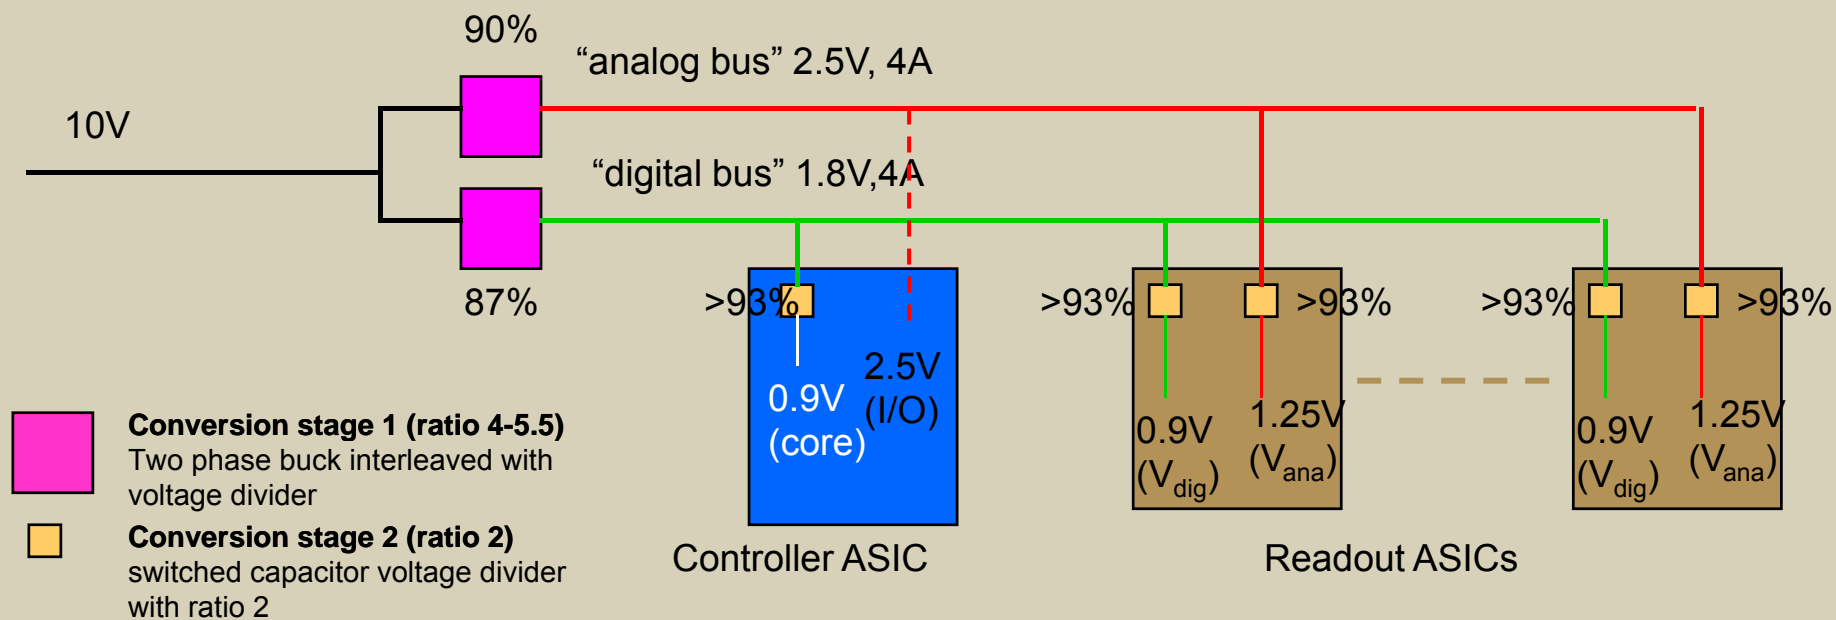 90%
“analog bus” 2.5V, 4A
10V
“digital bus” 1.8V,4A
87%
>93%
>93%
>93%
>93%
>93%
2.5V
(I/O)
0.9V
(core)
0.9V
(Vdig)
1.25V
(Vana)
0.9V
(Vdig)
1.25V
(Vana)
Conversion stage 1 (ratio 4-5.5)
Two phase buck interleaved with
voltage divider
Conversion stage 2 (ratio 2)
switched capacitor voltage divider
with ratio 2
Controller ASIC
Readout ASICs